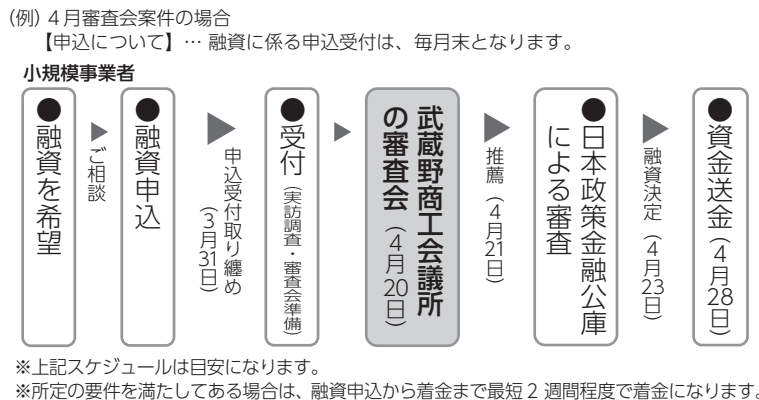 (例) 4月審査会案件の場合
【申込について】… 融資に係る申込受付は、毎月末となります。
小規模事業者
●融資を希望
▶ご相談
●融資申込
▶申込受付取り纏め
(3月31日)
●受付(実訪調査・審査会準備)
▶
武蔵野商工会議所
の審査会(4月20日)
▶推薦(4月21日)
●日本政策金融公庫
による審査
▶融資決定(4月23日)
●資金送金(4月28日)
※上記スケジュールは目安になります。
※所定の要件を満たしてある場合は、融資申込から着金まで最短2週間程度で着金になります。